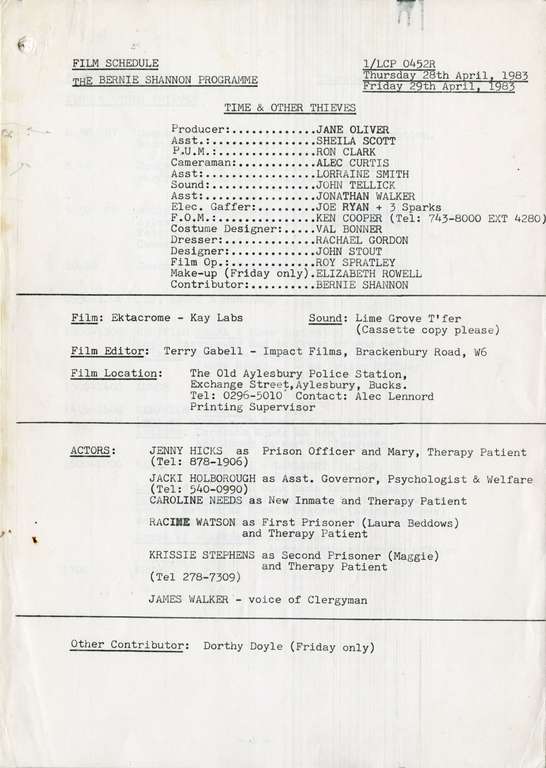 FILM SCHEDULE 1/LCP 0452R
Thursday 28th April, 1983
THE BERNIE SHANNON PROGRAMME Friday 29th April, 1983
TIME & OTHER THIEVES
Producer:.............JANE OLIVER
Asst.:................SHEILA SCOTT
P.U.M.:...............RON CLARK
Cameraman:............ALEC CURTIS
Asst:.................LORRAINE SMITH
Sound:................JOHN TELLICK
Asst:.................JONATHAN WALKER
Elec. Gaffer:.........JOE RYAN + 3 Sparks
F.O.M.:...............KEN COOPER (Tel: 743-8000 EXT 4280)
Costume Designer:.....VAL BONNER
Dresser:..............RACHAEL GORDON
Designer:.............JOHN STOUT
Film Op.:.............ROY SPRATLEY
Make-up (Friday only).ELIZABETH ROWELL
Contributor:..........BERNIE SHANNON
Film: Ektacrome - Kay Labs Sound: Lime Grove T'fer
(Cassette copy please)
Film Editor: Terry Gabell - Impact Films, Brackenbury Road, W6
Film Location: The Old Aylesbury Police Station,
Exchange Street,Aylesbury, Bucks.
Tel: 0296-5010 Contact: Alec Lennord
Printing Supervisor
ACTORS: JENNY HICKS as Prison Officer and Mary, Therapy Patient
(Tel: 878-1906)
JACKI HOLBOROUGH as Asst. Governor, Psychologist & Welfare
(Tel: 540-0990)
CAROLINE NEEDS as New Inmate and Therapy Patient
RACINE WATSON as First Prisoner (Laura Beddows)
and Therapy Patient
KRISSIE STEPHENS as Second Prisoner (Maggie)
and Therapy Patient
(Tel 278-7309)
JAMES WALKER - voice of Clergyman
Other Contributor: Dorthy Doyle (Friday only)